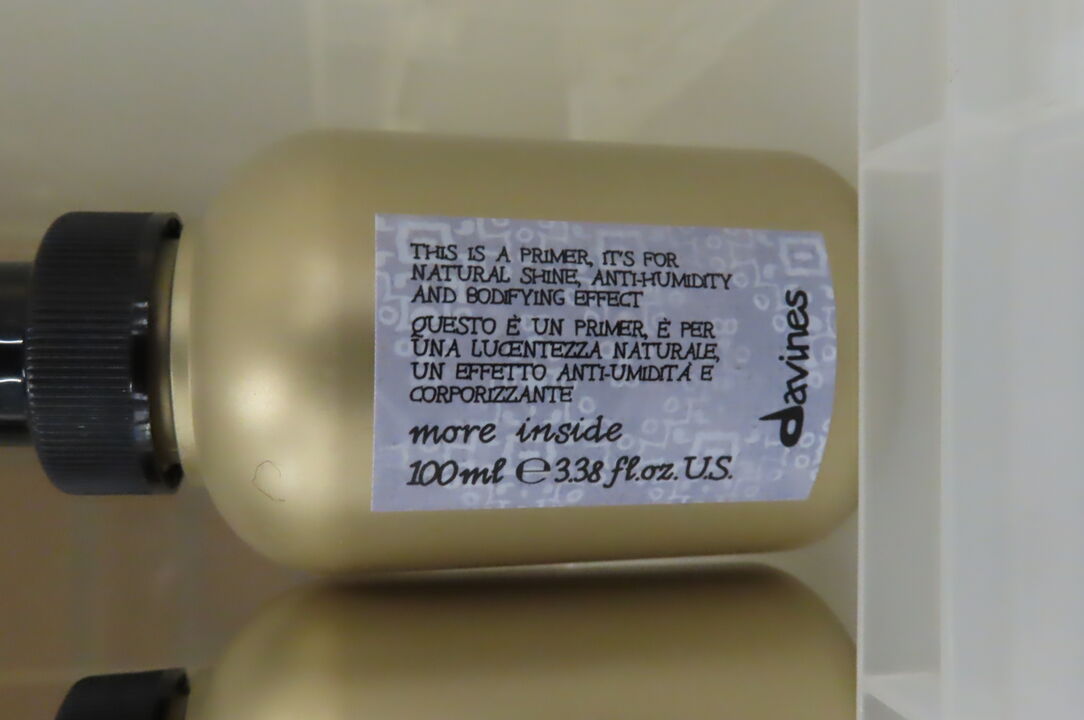 THIS IS A PRIMER, IT'S FOR
NATURAL SHINE, ANTI-HUMIDITY
AND BODIFYING EFFECT
QUESTO È UN PRIMER, È PER
UNA LUCENTEZZA NATURALE,
UN EFFETTO ANTI-UMIDITÁ E
CORPORIZZANTE
more inside
100ml ℮ 3.38 fl.oz. U.S.
davines